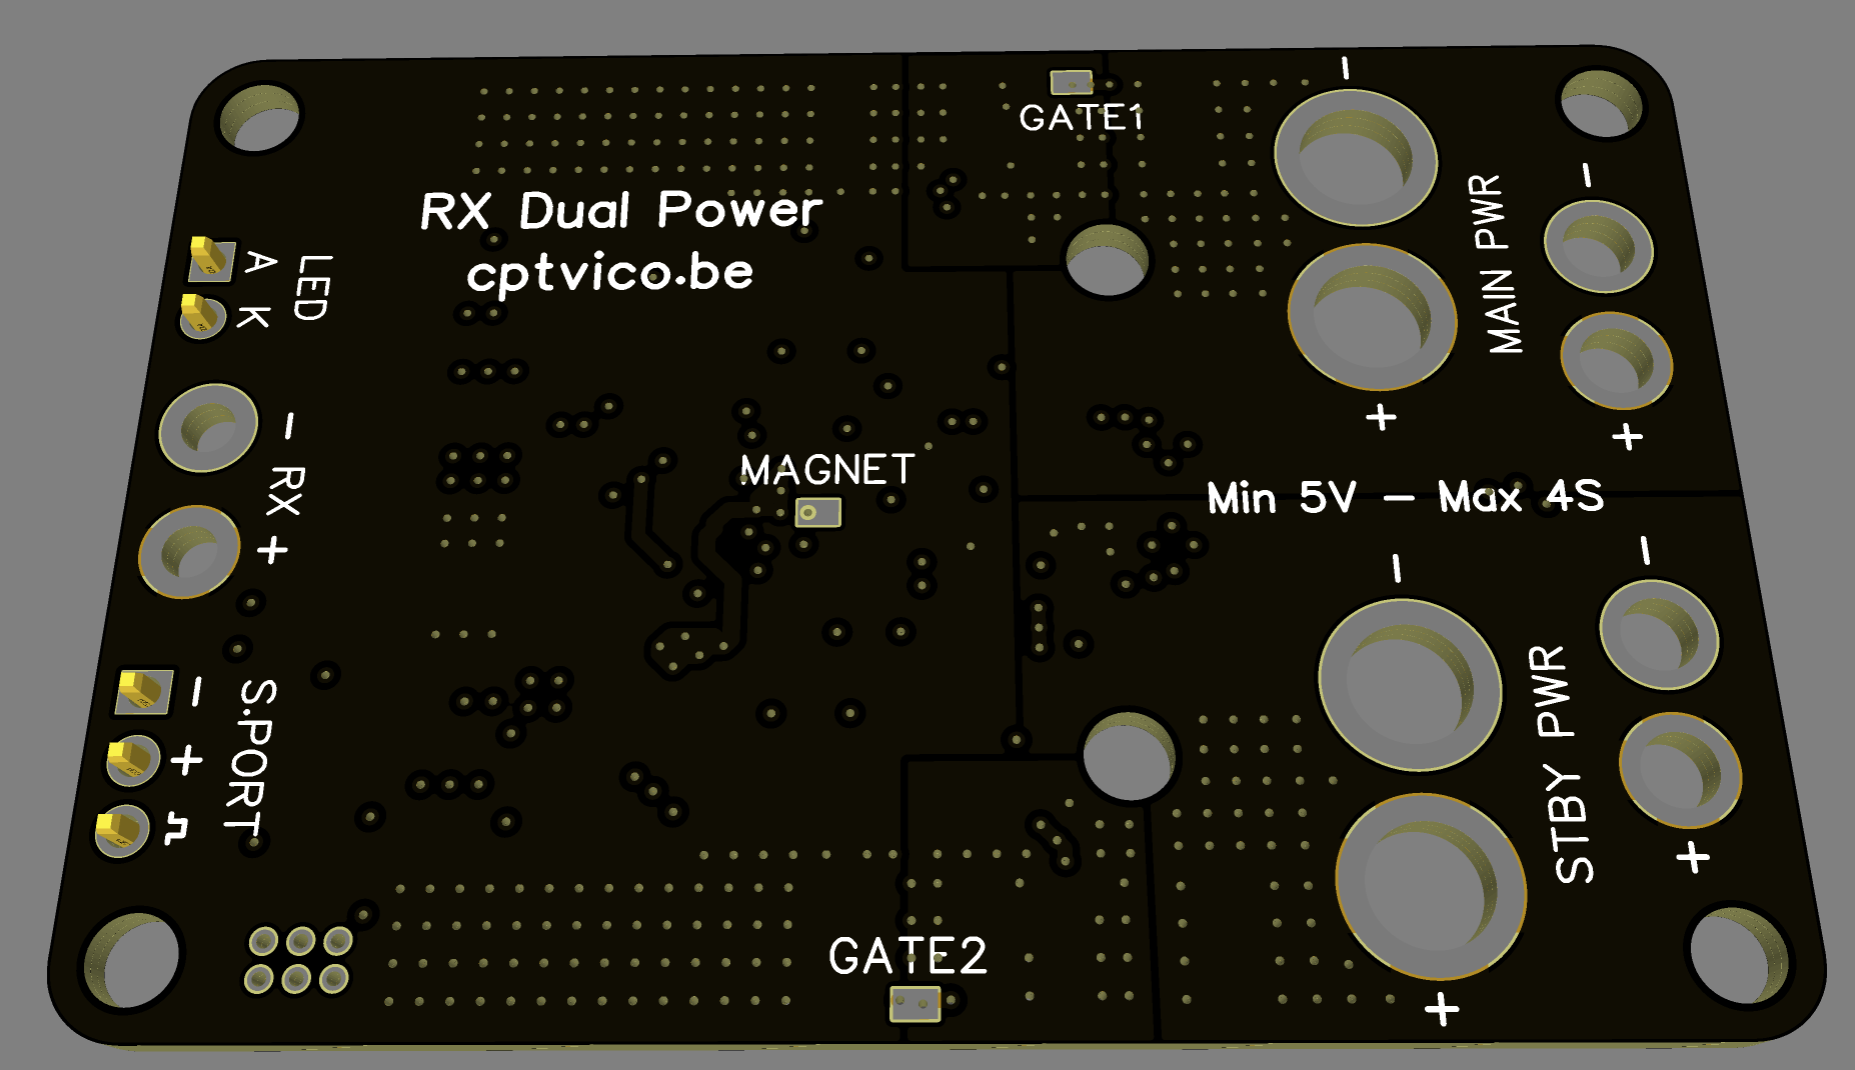 GATE1
RX Dual Power
cptvico.be
LED
A
K
-
MAIN PWR
-
+
+
- RX +
MAGNET
Min 5V - Max 4S
-
STBY PWR
-
+
+
S.PORT
-
+
GATE2